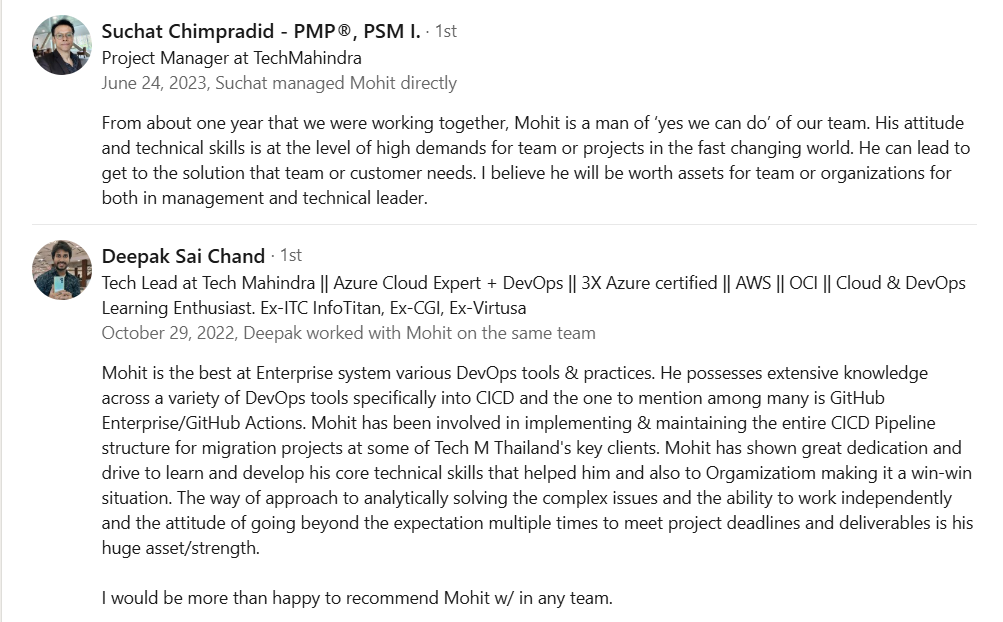 Suchat Chimpradid - PMP®, PSM I. · 1st
Project Manager at TechMahindra
June 24, 2023, Suchat managed Mohit directly
From about one year that we were working together, Mohit is a man of ‘yes we can do’ of our team. His attitude
and technical skills is at the level of high demands for team or projects in the fast changing world. He can lead to
get to the solution that team or customer needs. I believe he will be worth assets for team or organizations for
both in management and technical leader.
Deepak Sai Chand · 1st
Tech Lead at Tech Mahindra || Azure Cloud Expert + DevOps || 3X Azure certified || AWS || OCI || Cloud & DevOps
Learning Enthusiast. Ex-ITC InfoTitan, Ex-CGI, Ex-Virtusa
October 29, 2022, Deepak worked with Mohit on the same team
Mohit is the best at Enterprise system various DevOps tools & practices. He possesses extensive knowledge
across a variety of DevOps tools specifically into CICD and the one to mention among many is GitHub
Enterprise/GitHub Actions. Mohit has been involved in implementing & maintaining the entire CICD Pipeline
structure for migration projects at some of Tech M Thailand's key clients. Mohit has shown great dedication and
drive to learn and develop his core technical skills that helped him and also to Orgamizatiom making it a win-win
situation. The way of approach to analytically solving the complex issues and the ability to work independently
and the attitude of going beyond the expectation multiple times to meet project deadlines and deliverables is his
huge asset/strength.
I would be more than happy to recommend Mohit w/ in any team.